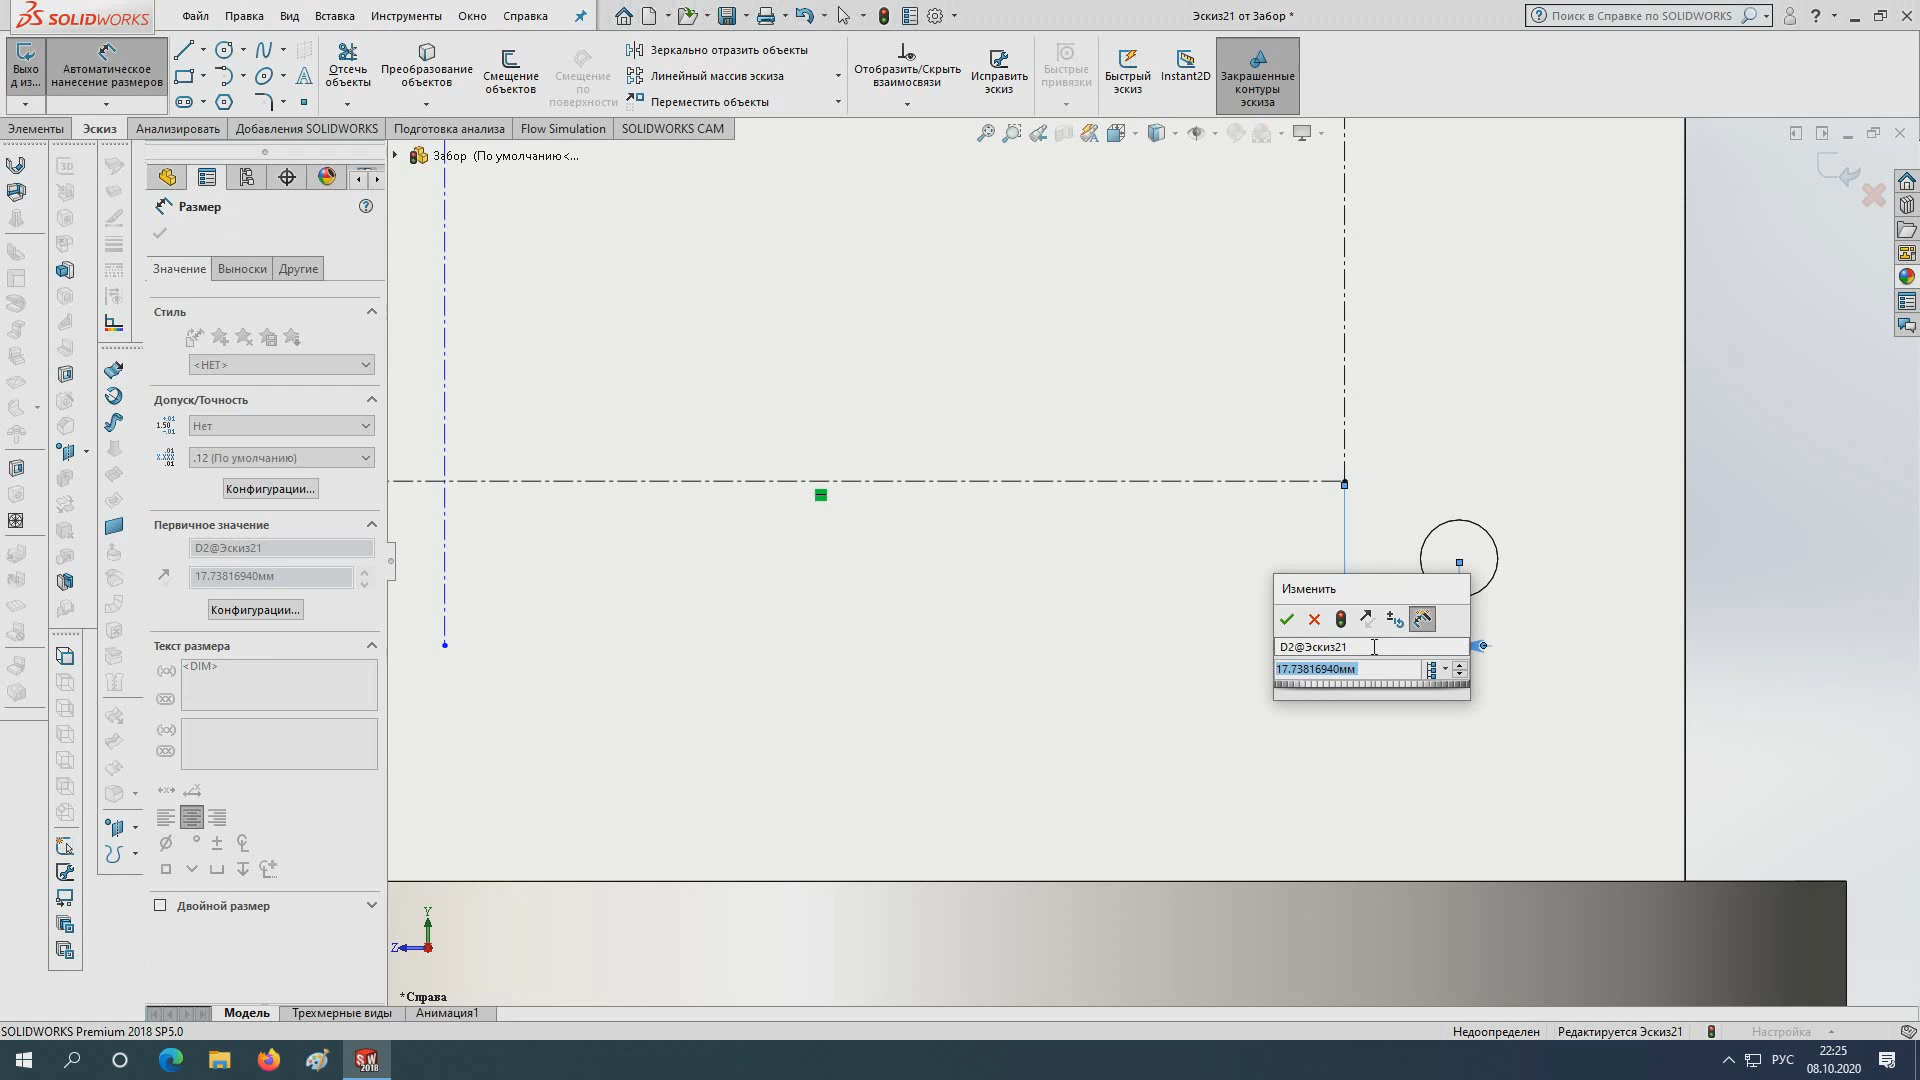 SOLIDWORKS
Файл
Правка
Вид
Вставка
Инструменты
Окно
Справка
Эскиз21 от Забор *
Поиск в Справке по SOLIDWORKS
Выхо
д из...
Автоматическое
нанесение размеров
Отсечь
объекты
Преобразование
объектов
Смещение
объектов
Смещение
по
поверхности
Зеркально отразить объекты
Линейный массив эскиза
Переместить объекты
Отобразить/Скрыть
взаимосвязи
Исправить
эскиз
Быстрые
привязки
Быстрый
эскиз
Instant2D
Закрашенные
контуры
эскиза
Элементы
Эскиз
Анализировать
Добавления SOLIDWORKS
Подготовка анализа
Flow Simulation
SOLIDWORKS CAM
Забор (По умолчанию<...
Размер
Значение
Выноски
Другие
Стиль
<НЕТ>
Допуск/Точность
Нет
.12 (По умолчанию)
Конфигурации...
Первичное значение
D2@Эскиз21
17.73816940мм
Конфигурации...
Текст размера
<DIM>
Двойной размер
Изменить
D2@Эскиз21
17.73816940мм
Y
Z
*Справа
Модель
Трехмерные виды
Анимация1
SOLIDWORKS Premium 2018 SP5.0
Недоопределен
Редактируется Эскиз21
Настройка
РУС
22:25
08.10.2020